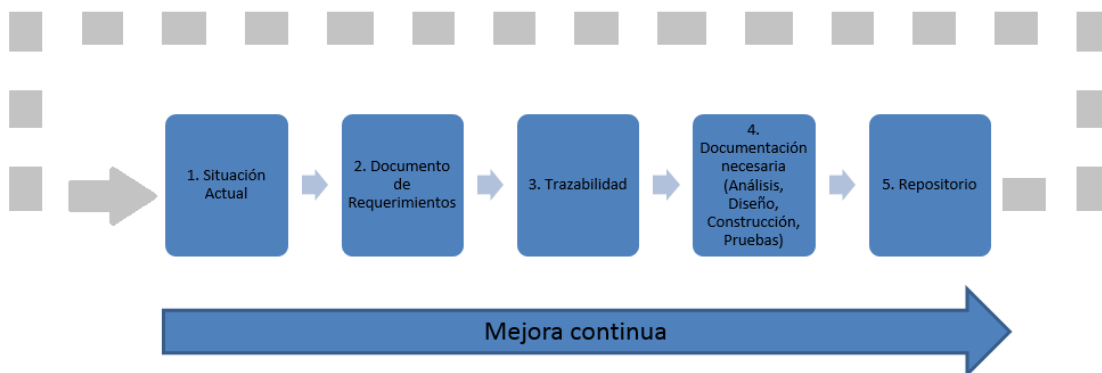 1. Situación
Actual
2. Documento
de
Requerimientos
3. Trazabilidad
4.
Documentación
necesaria
(Análisis,
Diseño,
Construcción,
Pruebas)
5. Repositorio
Mejora continua